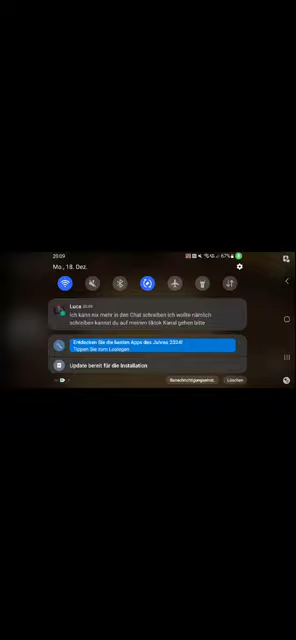 20:09
67%
Mo., 18. Dez.
Luca 20:09
Ich kann nix mehr in den Chat schreiben ich wollte nämlich
schreiben kannst du auf meinen tiktok Kanal gehen bitte
Entdecken Sie die besten Apps des Jahres
Tippen Sie zum Loslegen
Update bereit für die Installation
Benachrichtigungseinst.
Löschen